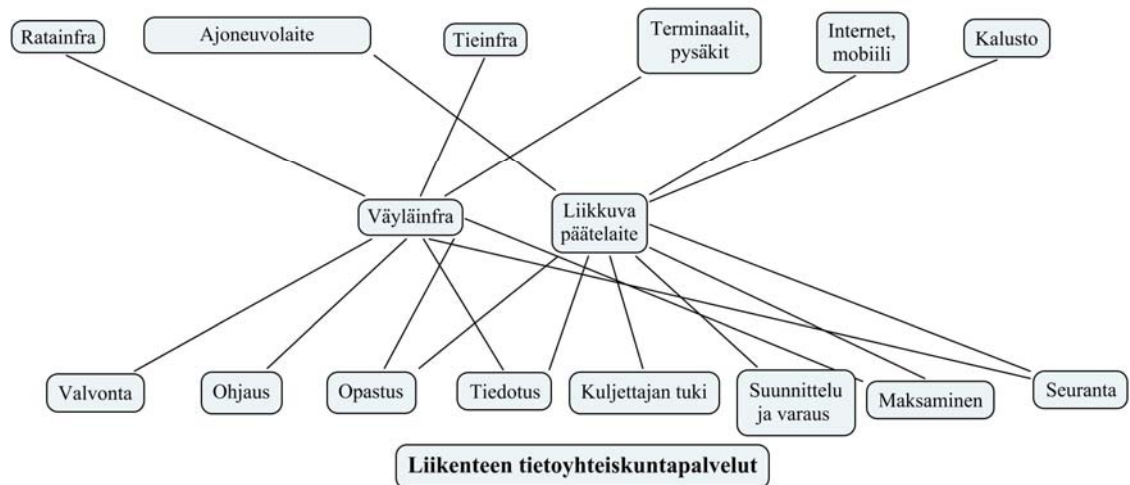 Ratainfra
Ajoneuvolaite
Tieinfra
Terminaalit,
pysäkit
Internet,
mobiili
Kalusto
Väyläinfra
Liikkuva
päätelaite
Valvonta
Ohjaus
Opastus
Tiedotus
Kuljettajan tuki
Suunnittelu
ja varaus
Maksaminen
Seuranta
Liikenteen tietoyhteiskuntapalvelut